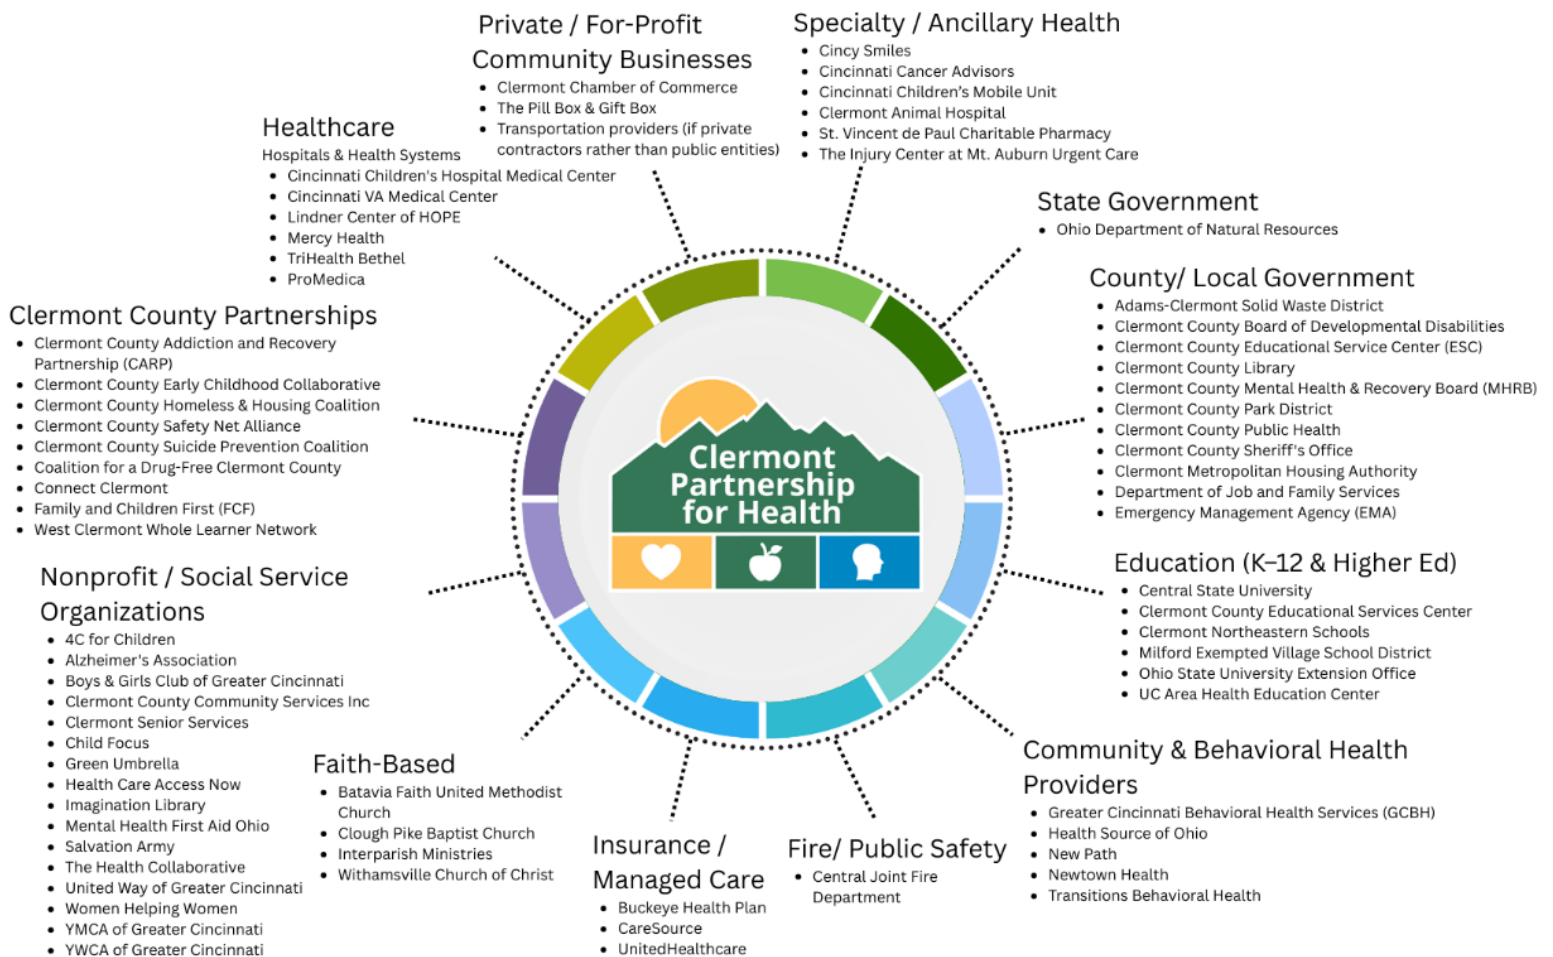 Private / For-Profit
Community Businesses
• Clermont Chamber of Commerce
• The Pill Box & Gift Box
• Transportation providers (if private
contractors rather than public entities)
Specialty / Ancillary Health
• Cincy Smiles
• Cincinnati Cancer Advisors
• Cincinnati Children's Mobile Unit
• Clermont Animal Hospital
• St. Vincent de Paul Charitable Pharmacy
• The Injury Center at Mt. Auburn Urgent Care
Healthcare
Hospitals & Health Systems
• Cincinnati Children's Hospital Medical Center
• Cincinnati VA Medical Center
• Lindner Center of HOPE
• Mercy Health
• TriHealth Bethel
• ProMedica
State Government
• Ohio Department of Natural Resources
County/ Local Government
• Adams-Clermont Solid Waste District
• Clermont County Board of Developmental Disabilities
• Clermont County Educational Service Center (ESC)
• Clermont County Library
• Clermont County Mental Health & Recovery Board (MHRB)
• Clermont County Park District
• Clermont County Public Health
• Clermont County Sheriff's Office
• Clermont Metropolitan Housing Authority
• Department of Job and Family Services
• Emergency Management Agency (EMA)
Clermont County Partnerships
• Clermont County Addiction and Recovery
Partnership (CARP)
• Clermont County Early Childhood Collaborative
• Clermont County Homeless & Housing Coalition
• Clermont County Safety Net Alliance
• Clermont County Suicide Prevention Coalition
• Coalition for a Drug-Free Clermont County
• Connect Clermont
• Family and Children First (FCF)
• West Clermont Whole Learner Network
Clermont
Partnership
for Health
Education (K–12 & Higher Ed)
• Central State University
• Clermont County Educational Services Center
• Clermont Northeastern Schools
• Milford Exempted Village School District
• Ohio State University Extension Office
• UC Area Health Education Center
Nonprofit / Social Service
Organizations
• 4C for Children
• Alzheimer's Association
• Boys & Girls Club of Greater Cincinnati
• Clermont County Community Services Inc
• Clermont Senior Services
• Child Focus
• Green Umbrella
• Health Care Access Now
• Imagination Library
• Mental Health First Aid Ohio
• Salvation Army
• The Health Collaborative
• United Way of Greater Cincinnati
• Women Helping Women
• YMCA of Greater Cincinnati
• YWCA of Greater Cincinnati
Faith-Based
• Batavia Faith United Methodist
Church
• Clough Pike Baptist Church
• Interparish Ministries
• Withamsville Church of Christ
Insurance /
Managed Care
• Buckeye Health Plan
• CareSource
• UnitedHealthcare
Fire/ Public Safety
• Central Joint Fire
Department
Community & Behavioral Health
Providers
• Greater Cincinnati Behavioral Health Services (GCBH)
• Health Source of Ohio
• New Path
• Newtown Health
• Transitions Behavioral Health